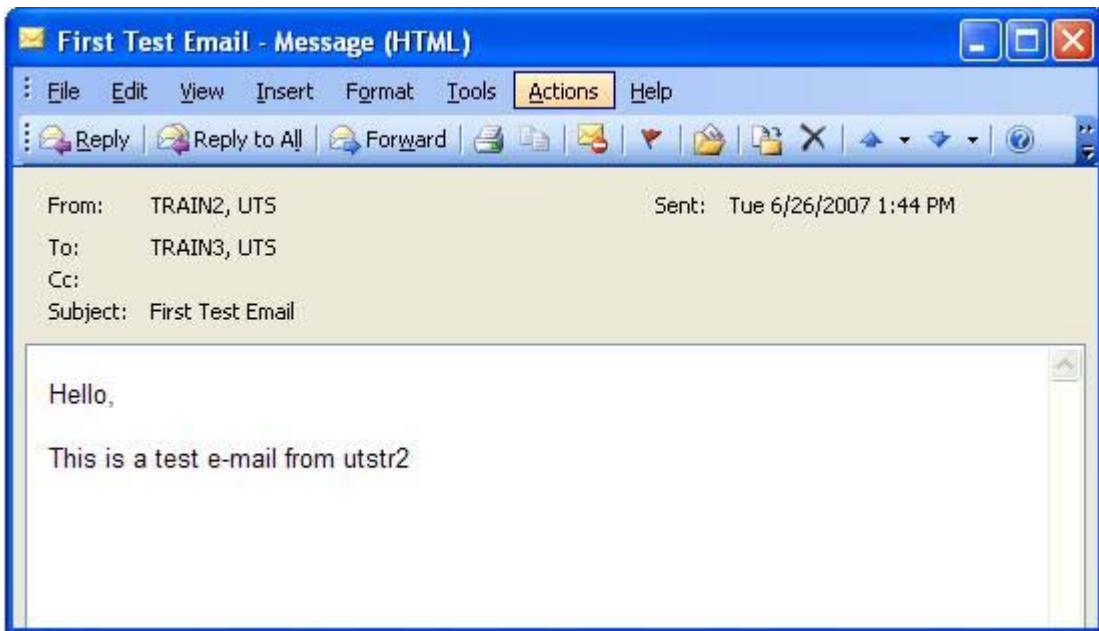 First Test Email - Message (HTML)
File Edit View Insert Format Tools Actions Help
Reply Reply to All Forward
From: TRAIN2, UTS Sent: Tue 6/26/2007 1:44 PM
To: TRAIN3, UTS
Cc:
Subject: First Test Email
Hello,
This is a test e-mail from utstr2